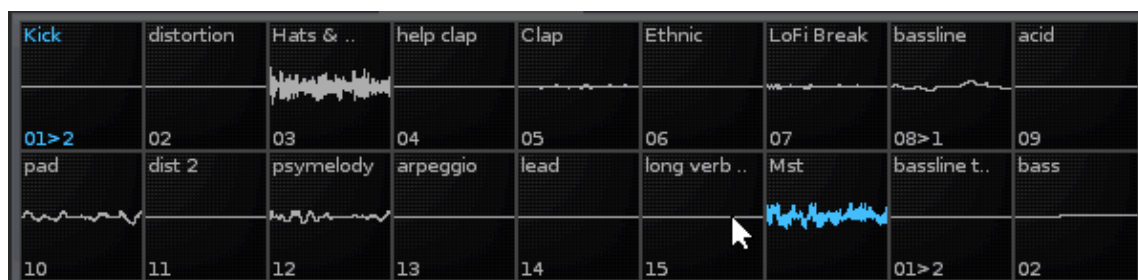 Kick distortion Hats & .. help clap Clap Ethnic LoFi Break bassline acid
01>2 02 03 04 05 06 07 08>1 09
pad dist 2 psymelody arpeggio lead long verb .. Mst bassline t.. bass
10 11 12 13 14 15 01>2 02